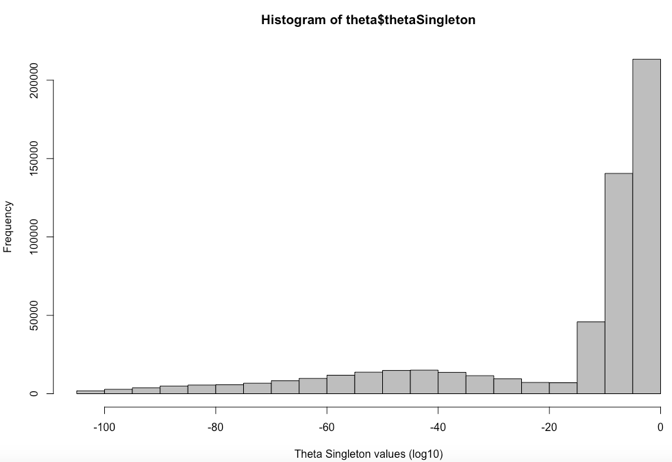 Histogram of theta$thetaSingleton
200000
150000
100000
50000
0
Frequency
-100 -80 -60 -40 -20 0
Theta Singleton values (log10)